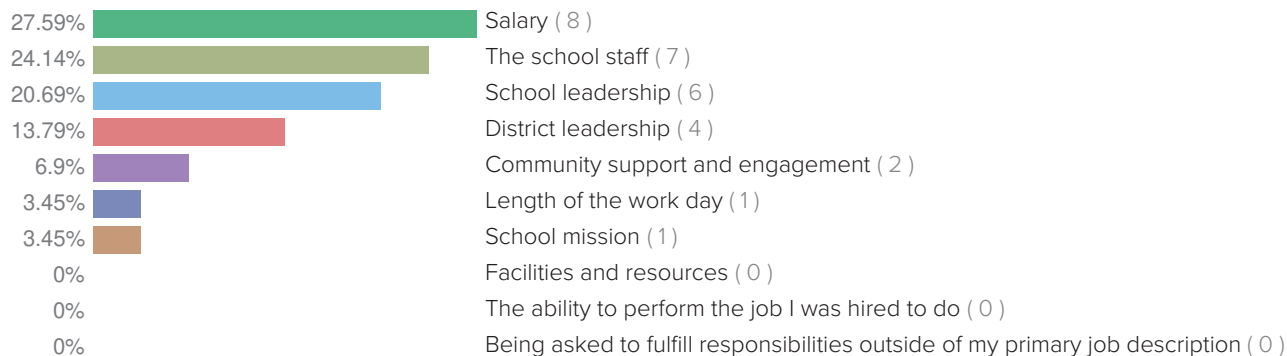 27.59% Salary ( 8 )
24.14% The school staff ( 7 )
20.69% School leadership ( 6 )
13.79% District leadership ( 4 )
6.9% Community support and engagement ( 2 )
3.45% Length of the work day ( 1 )
3.45% School mission ( 1 )
0% Facilities and resources ( 0 )
0% The ability to perform the job I was hired to do ( 0 )
0% Being asked to fulfill responsibilities outside of my primary job description ( 0 )